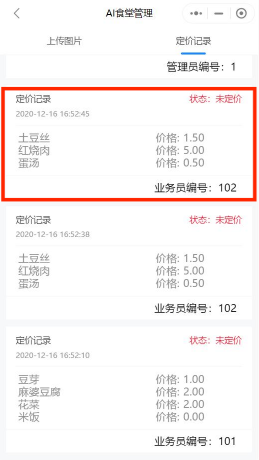 AI食堂管理
上传图片 定价记录
管理员编号：1
定价记录 状态：未定价
2020-12-16 16:52:45
土豆丝 价格: 1.50
红烧肉 价格: 5.00
蛋汤 价格: 0.50
业务员编号：102
定价记录 状态：未定价
2020-12-16 16:52:38
土豆丝 价格: 1.50
红烧肉 价格: 5.00
蛋汤 价格: 0.50
业务员编号：102
定价记录 状态：未定价
2020-12-16 16:52:10
豆芽 价格: 1.00
麻婆豆腐 价格: 2.00
花菜 价格: 2.00
米饭 价格: 0.00
业务员编号：101